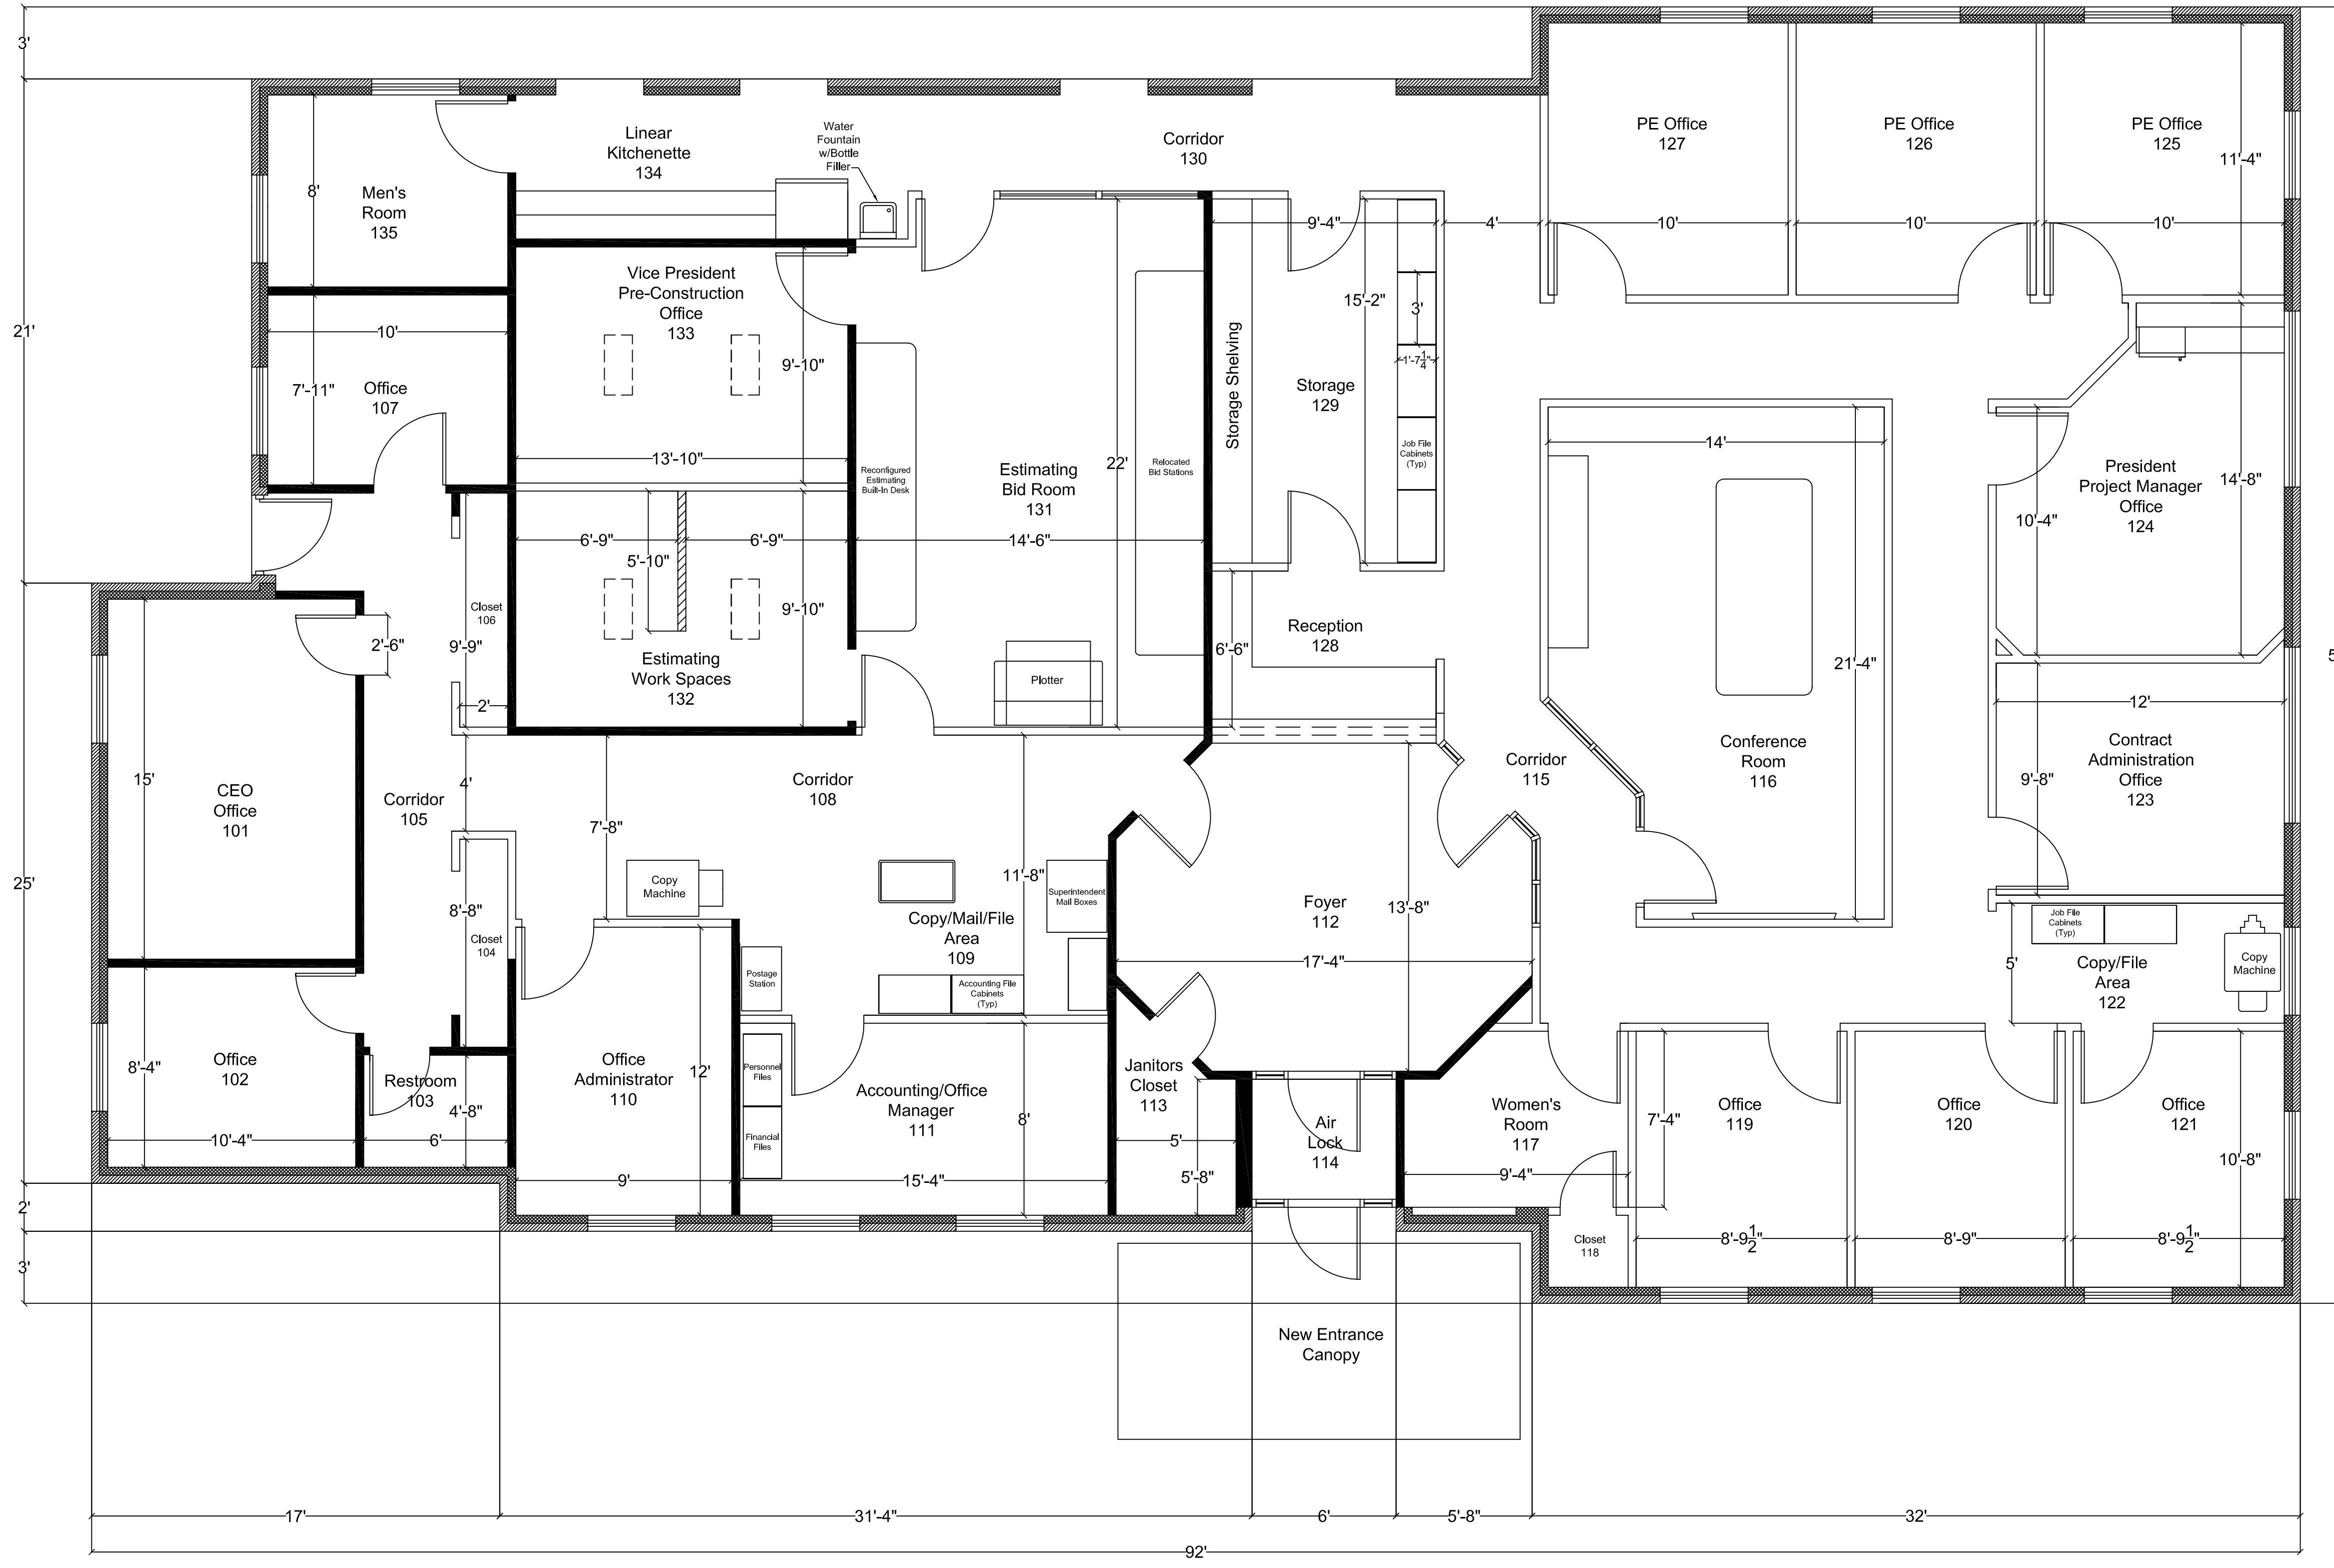 3'
21'
25'
2'
3'
Men's
Room
135
8'
Linear
Kitchenette
134
Water
Fountain
w/Bottle
Filler
Corridor
130
PE Office
127
10'
PE Office
126
10'
PE Office
125
10'
11'-4"
10'
7'-11"
Office
107
Vice President
Pre-Construction
Office
133
9'-10"
13'-10"
Reconfigured
Estimating
Built-In Desk
Estimating
Bid Room
131
22'
14'-6"
Relocated
Bid Stations
9'-4"
4'
Storage Shelving
15'-2"
3'
1'-7 1/4"
Storage
129
Job File
Cabinets
(Typ)
14'
21'-4"
Conference
Room
116
President
Project Manager
Office
124
14'-8"
10'-4"
6'-9"
6'-9"
5'-10"
9'-10"
Estimating
Work Spaces
132
Closet
106
9'-9"
2'-6"
2'
Plotter
Reception
128
6'-6"
5
12'
Contract
Administration
Office
123
9'-8"
15'
CEO
Office
101
Corridor
105
4'
Corridor
108
7'-8"
Corridor
115
Copy
Machine
Closet
104
8'-8"
11'-8"
Superintendent
Mail Boxes
Copy/Mail/File
Area
109
Postage
Station
Accounting File
Cabinets
(Typ)
Foyer
112
13'-8"
17'-4"
Job File
Cabinets
(Typ)
5'
Copy/File
Area
122
Copy
Machine
8'-4"
Office
102
10'-4"
Restroom
103
4'-8"
6'
Office
Administrator
110
12'
9'
Personnel
Files
Financial
Files
Accounting/Office
Manager
111
8'
15'-4"
Janitors
Closet
113
5'
5'-8"
Air
Lock
114
Women's
Room
117
9'-4"
7'-4"
Closet
118
Office
119
8'-9 1/2"
Office
120
8'-9"
Office
121
8'-9 1/2"
10'-8"
New Entrance
Canopy
17'
31'-4"
6'
5'-8"
32'
92'